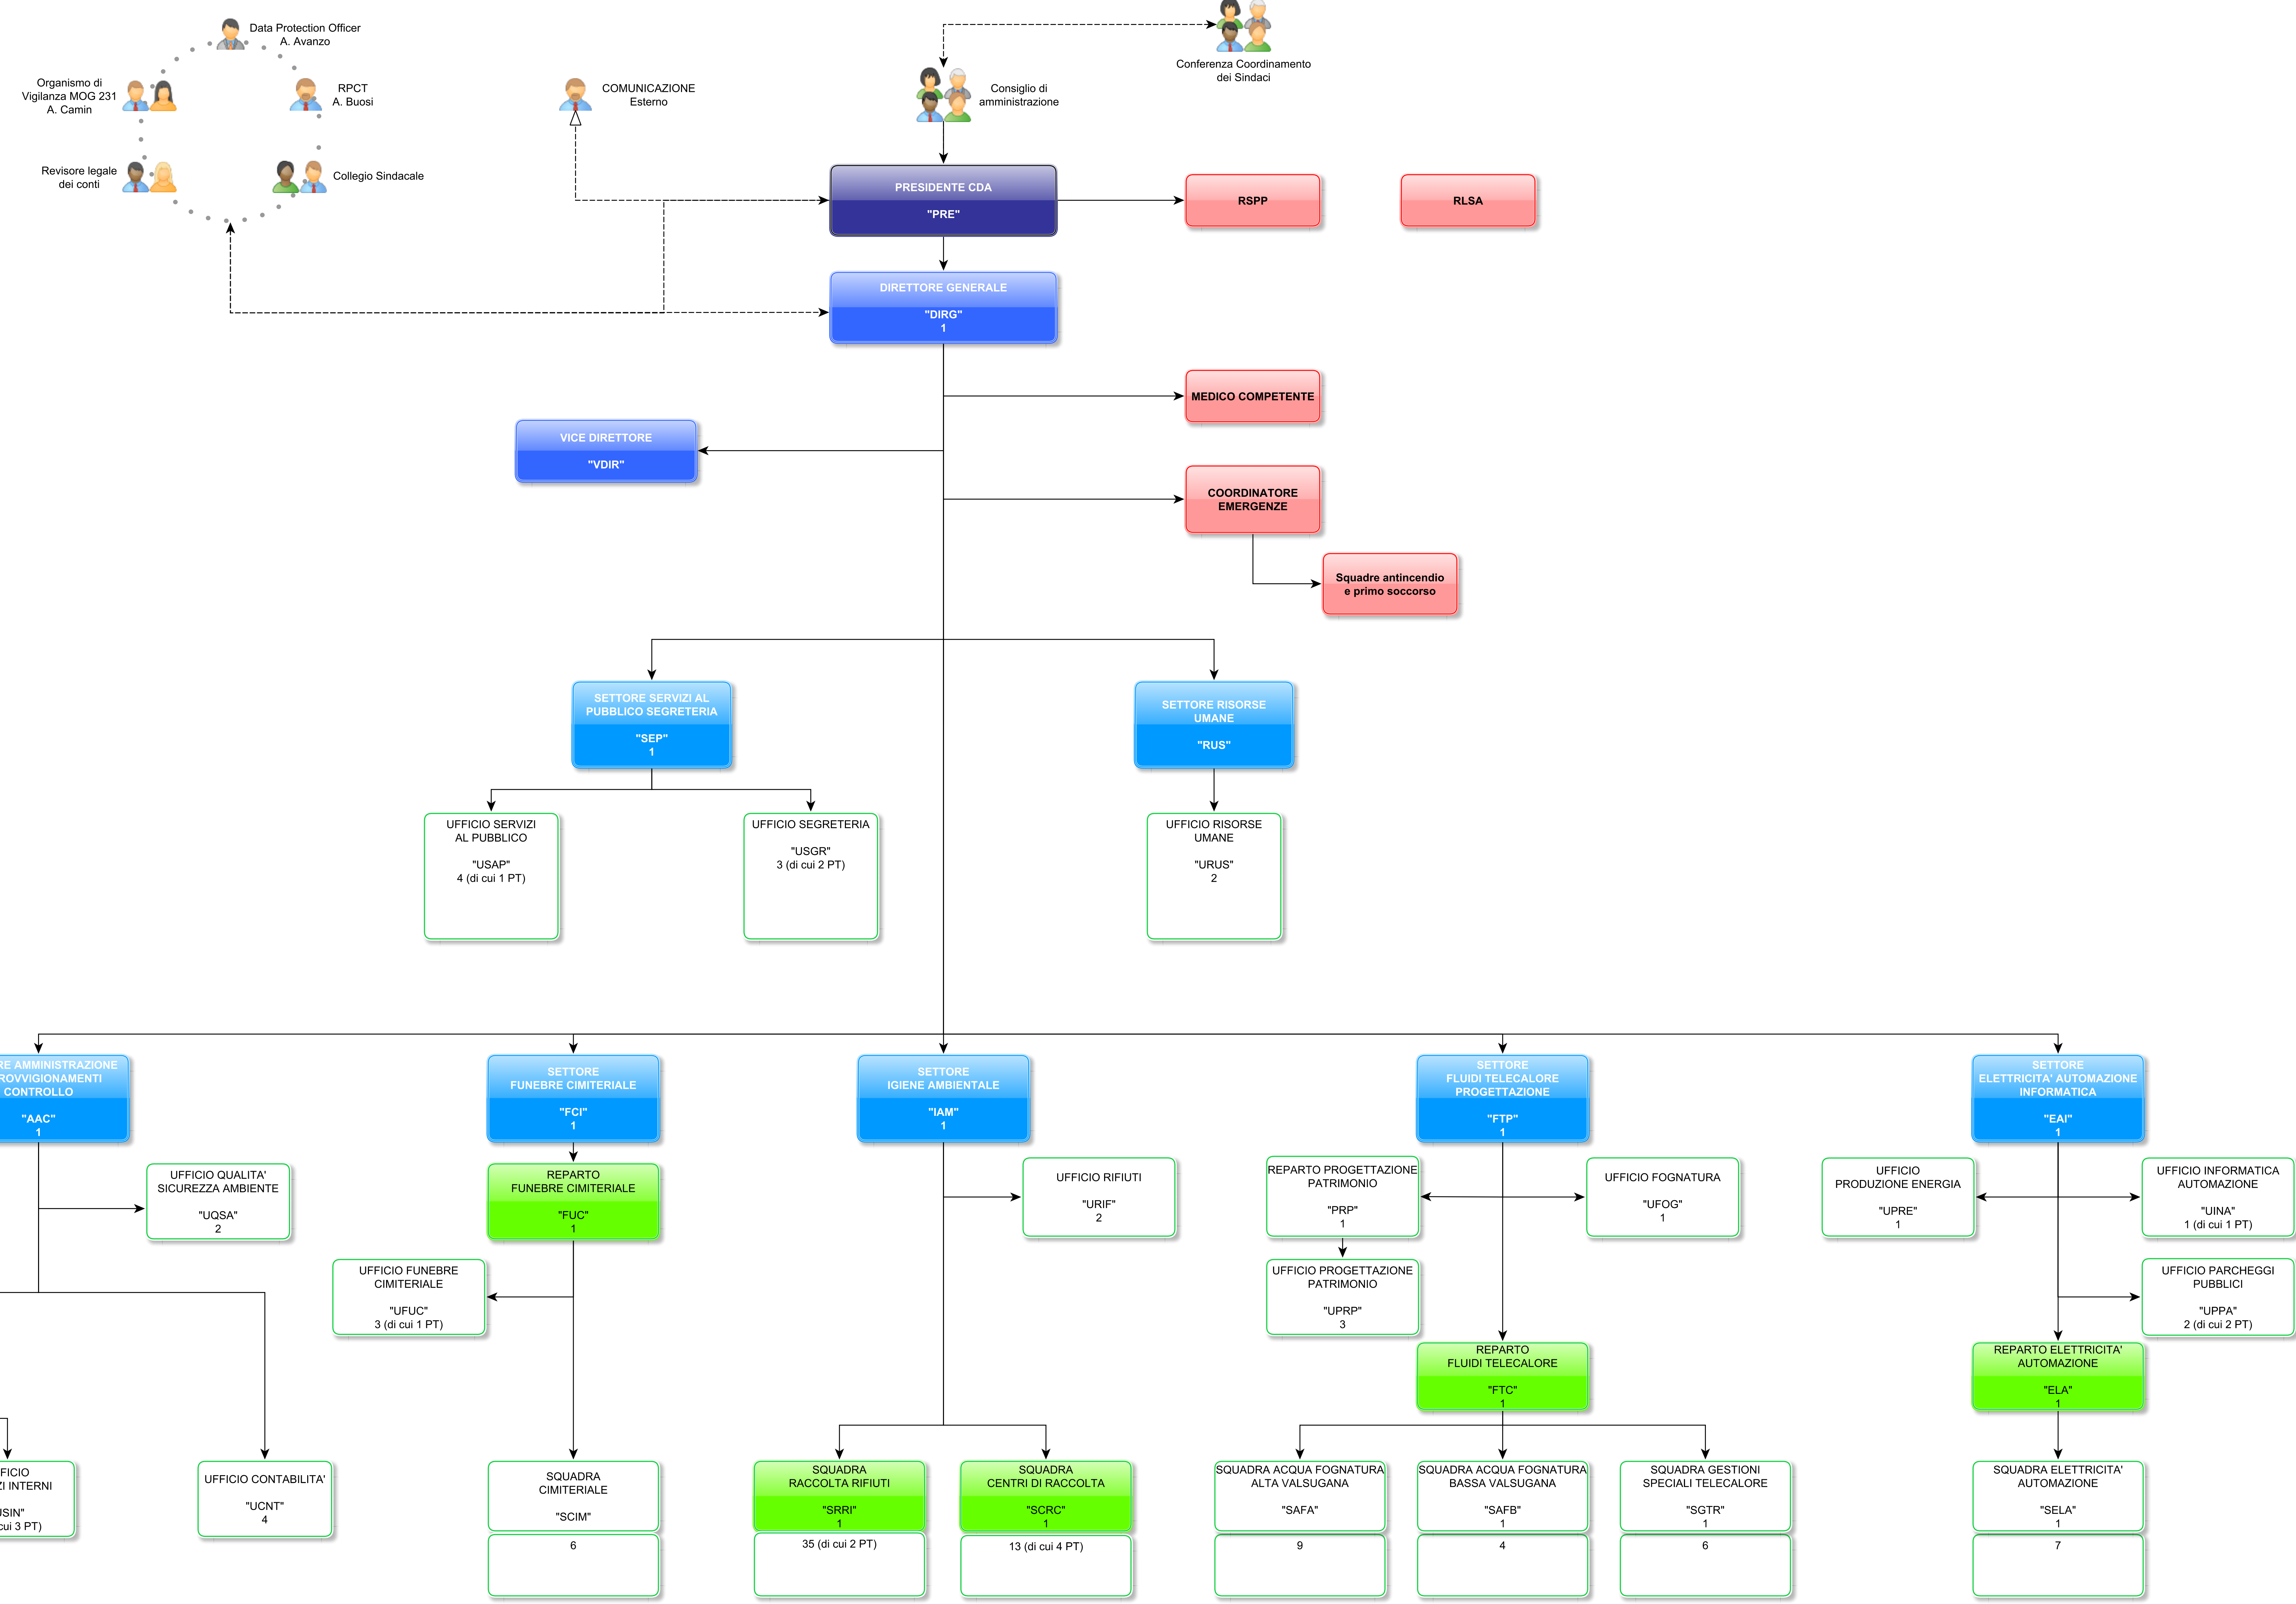 Data Protection Officer
A. Avanzo
Organismo di
Vigilanza MOG 231
A. Camin
RPCT
A. Buosi
Revisore legale
dei conti
Collegio Sindacale
COMUNICAZIONE
Esterno
Consiglio di
amministrazione
Conferenza Coordinamento
dei Sindaci
PRESIDENTE CDA
"PRE"
RSPP
RLSA
DIRETTORE GENERALE
"DIRG"
1
MEDICO COMPETENTE
VICE DIRETTORE
"VDIR"
COORDINATORE
EMERGENZE
Squadre antincendio
e primo soccorso
SETTORE SERVIZI AL
PUBBLICO SEGRETERIA
"SEP"
1
SETTORE RISORSE
UMANE
"RUS"
UFFICIO SERVIZI
AL PUBBLICO
"USAP"
4 (di cui 1 PT)
UFFICIO SEGRETERIA
"USGR"
3 (di cui 2 PT)
UFFICIO RISORSE
UMANE
"URUS"
2
AMMINISTRAZIONE
CONTROLLO
"AAC"
1
SETTORE
FUNEBRE CIMITERIALE
"FCI"
1
SETTORE
IGIENE AMBIENTALE
"IAM"
1
SETTORE
FLUIDI TELECALORE
PROGETTAZIONE
"FTP"
1
SETTORE
ELETTRICITA' AUTOMAZIONE
INFORMATICA
"EAI"
1
UFFICIO QUALITA'
SICUREZZA AMBIENTE
"UQSA"
2
REPARTO
FUNEBRE CIMITERIALE
"FUC"
1
UFFICIO RIFIUTI
"URIF"
2
REPARTO PROGETTAZIONE
PATRIMONIO
"PRP"
1
UFFICIO FOGNATURA
"UFOG"
1
UFFICIO
PRODUZIONE ENERGIA
"UPRE"
1
UFFICIO INFORMATICA
AUTOMAZIONE
"UINA"
1 (di cui 1 PT)
UFFICIO FUNEBRE
CIMITERIALE
"UFUC"
3 (di cui 1 PT)
UFFICIO PROGETTAZIONE
PATRIMONIO
"UPRP"
3
UFFICIO PARCHEGGI
PUBBLICI
"UPPA"
2 (di cui 2 PT)
REPARTO
FLUIDI TELECALORE
"FTC"
1
REPARTO ELETTRICITA'
AUTOMAZIONE
"ELA"
1
INTERNI
cui 3 PT)
UFFICIO CONTABILITA'
"UCNT"
4
SQUADRA
CIMITERIALE
"SCIM"
6
SQUADRA
RACCOLTA RIFIUTI
"SRRI"
1
35 (di cui 2 PT)
SQUADRA
CENTRI DI RACCOLTA
"SCRC"
1
13 (di cui 4 PT)
SQUADRA ACQUA FOGNATURA
ALTA VALSUGANA
"SAFA"
9
SQUADRA ACQUA FOGNATURA
BASSA VALSUGANA
"SAFB"
1
4
SQUADRA GESTIONI
SPECIALI TELECALORE
"SGTR"
1
6
SQUADRA ELETTRICITA'
AUTOMAZIONE
"SELA"
1
7